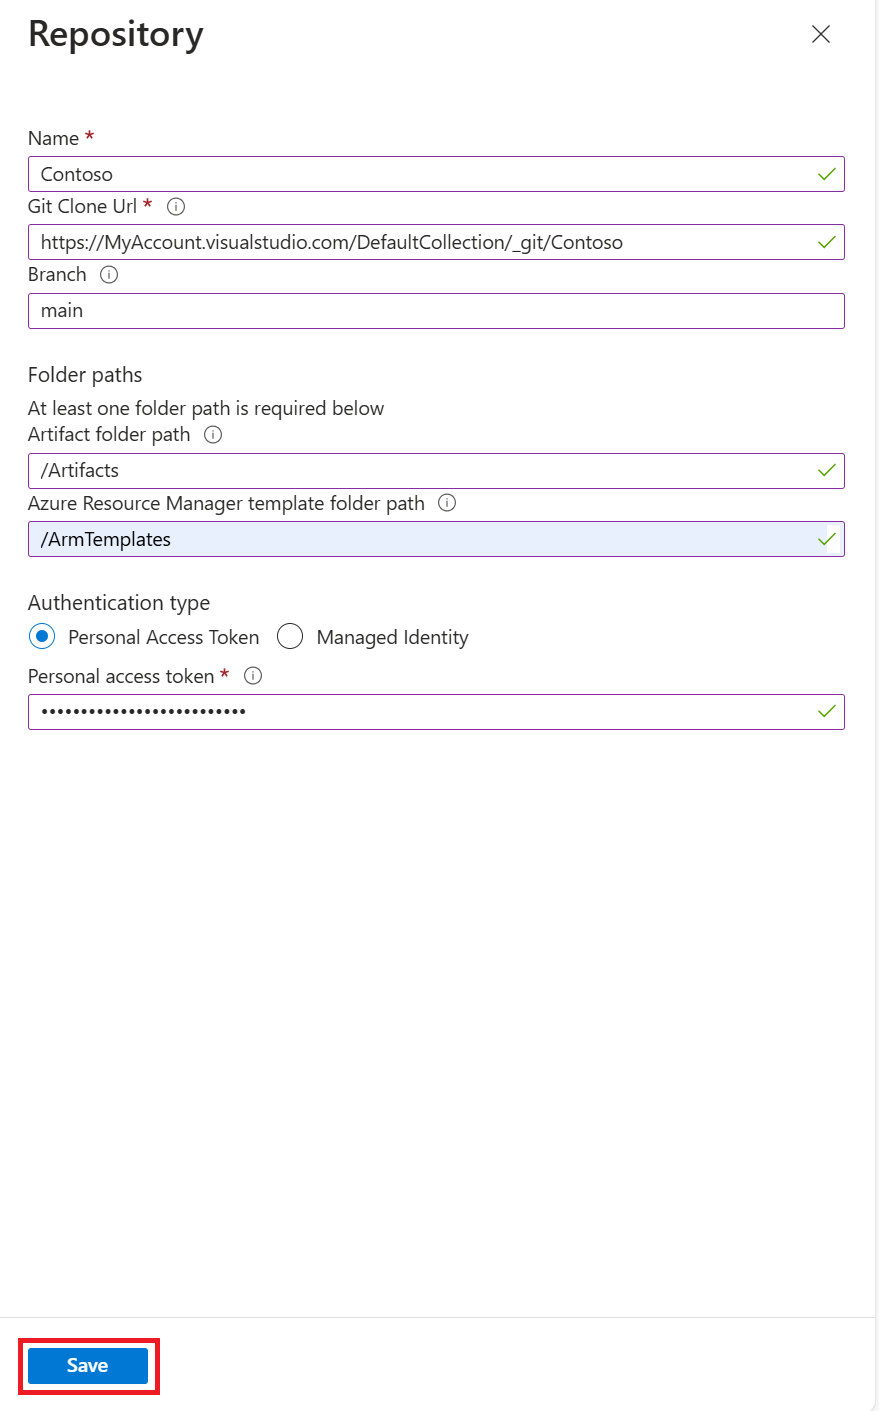 Repository
Name *
Contoso
Git Clone Url *
https://MyAccount.visualstudio.com/DefaultCollection/_git/Contoso
Branch
main
Folder paths
At least one folder path is required below
Artifact folder path
/Artifacts
Azure Resource Manager template folder path
/ArmTemplates
Authentication type
Personal Access Token Managed Identity
Personal access token *
••••••••••••••••••••••••••
Save